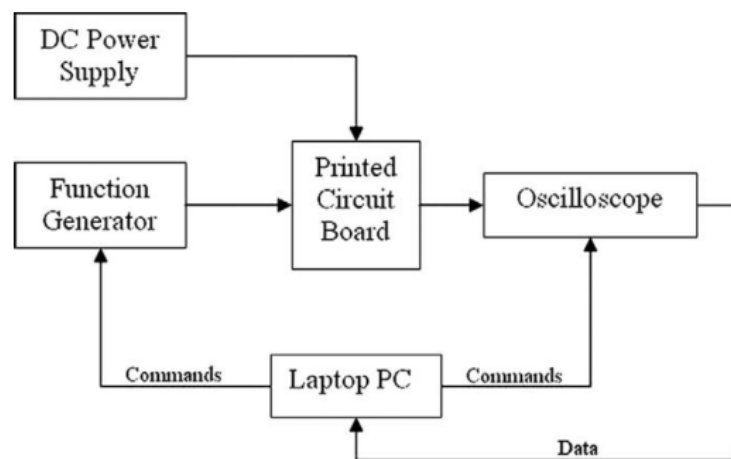 DC Power
Supply
Function
Generator
Printed
Circuit
Board
Oscilloscope
Commands
Laptop PC
Commands
Data